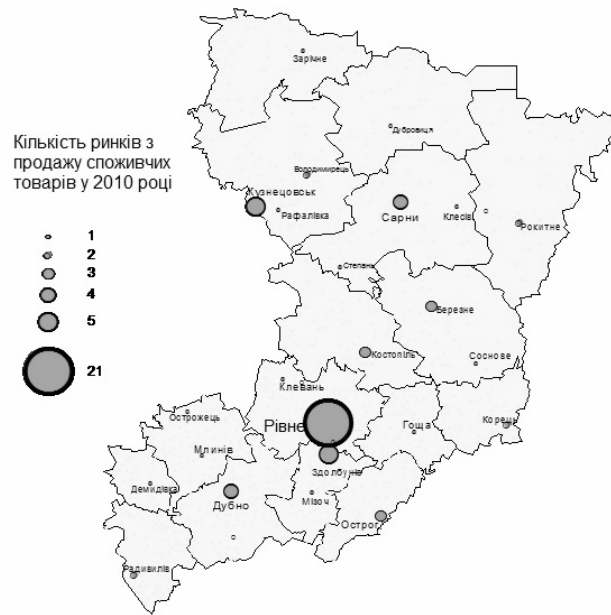 Зарічне
Дубровиця
Кількість ринків з
продажу споживчих
товарів у 2010 році
Володимирець
Кузнецовськ
Рафалівка
Сарни
Клесів
Рокитне
1
2
3
4
5
21
Степань
Березне
Костопіль
Соснове
Клевань
Острожець
Рівне
Гоща
Корець
Млинів
Здолбунів
Демидівка
Мізоч
Дубно
Острог
Радивилів